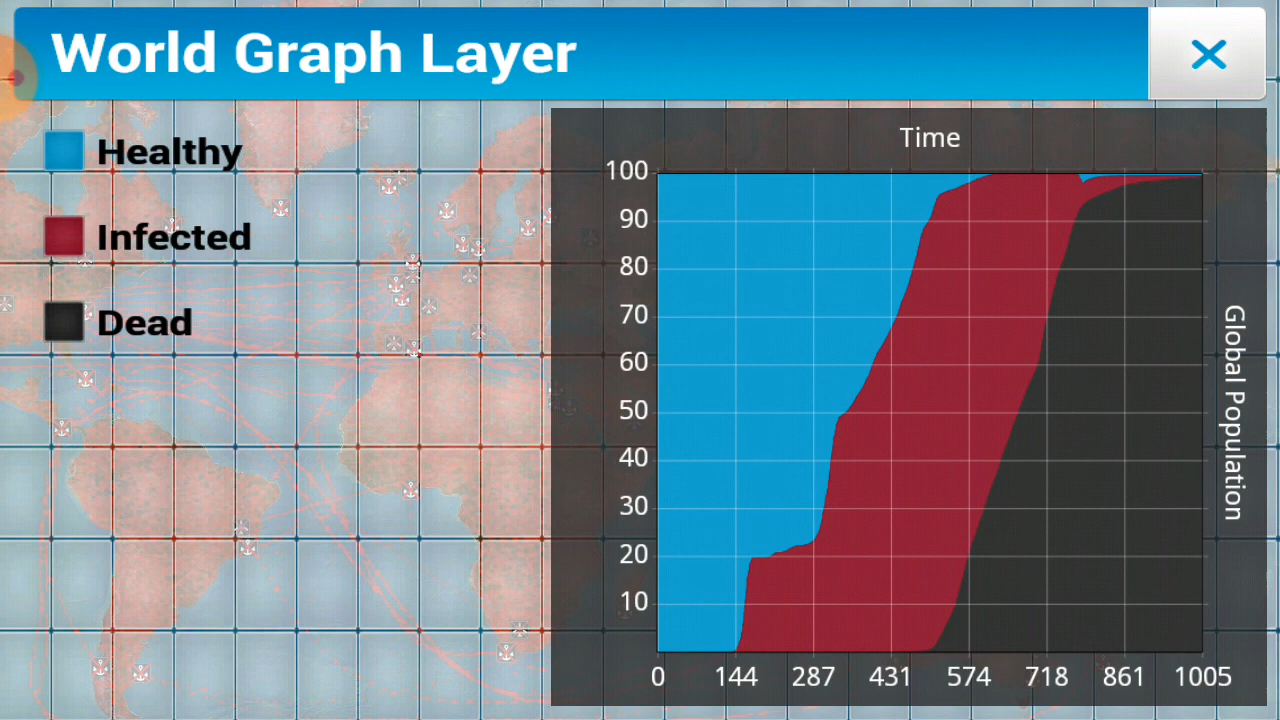 World Graph Layer
Healthy
Infected
Dead
Time
100
90
80
70
60
50
40
30
20
10
0 144 287 431 574 718 861 1005
Global Population